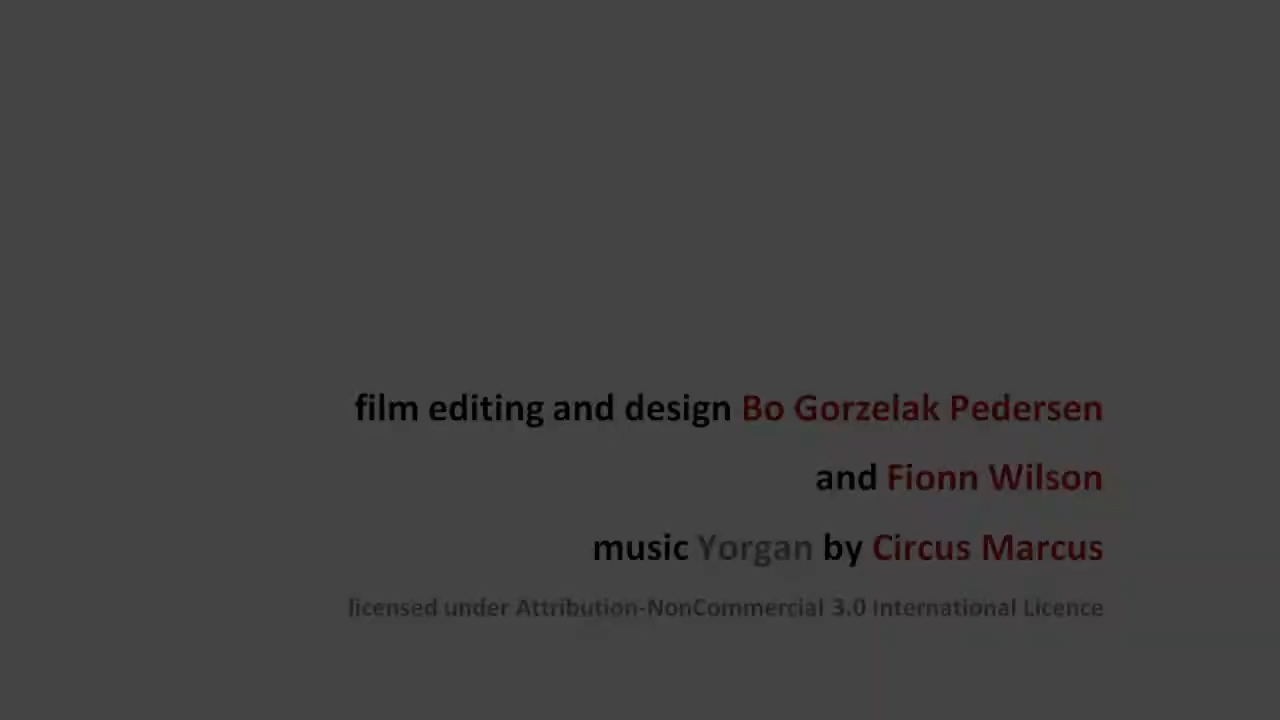 film editing and design Bo Gorzelak Pedersen
and Fionn Wilson
music Yorgan by Circus Marcus
licensed under Attribution-NonCommercial 3.0 International Licence